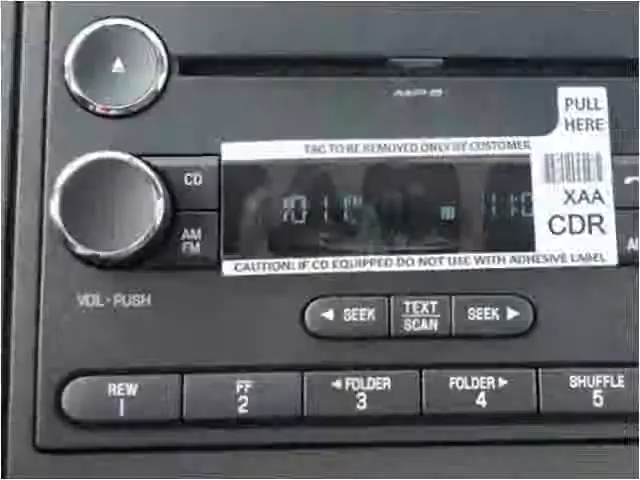 MP3
PULL
HERE
TAG TO BE REMOVED ONLY BY CUSTOMER
CD
XAA
CDR
AM
FM
CAUTION: IF CD EQUIPPED DO NOT USE WITH ADHESIVE LABEL
VOL-PUSH
◄ SEEK
TEXT
SCAN
SEEK ►
REW
1
FF
2
◄ FOLDER
3
FOLDER ►
4
SHUFFLE
5